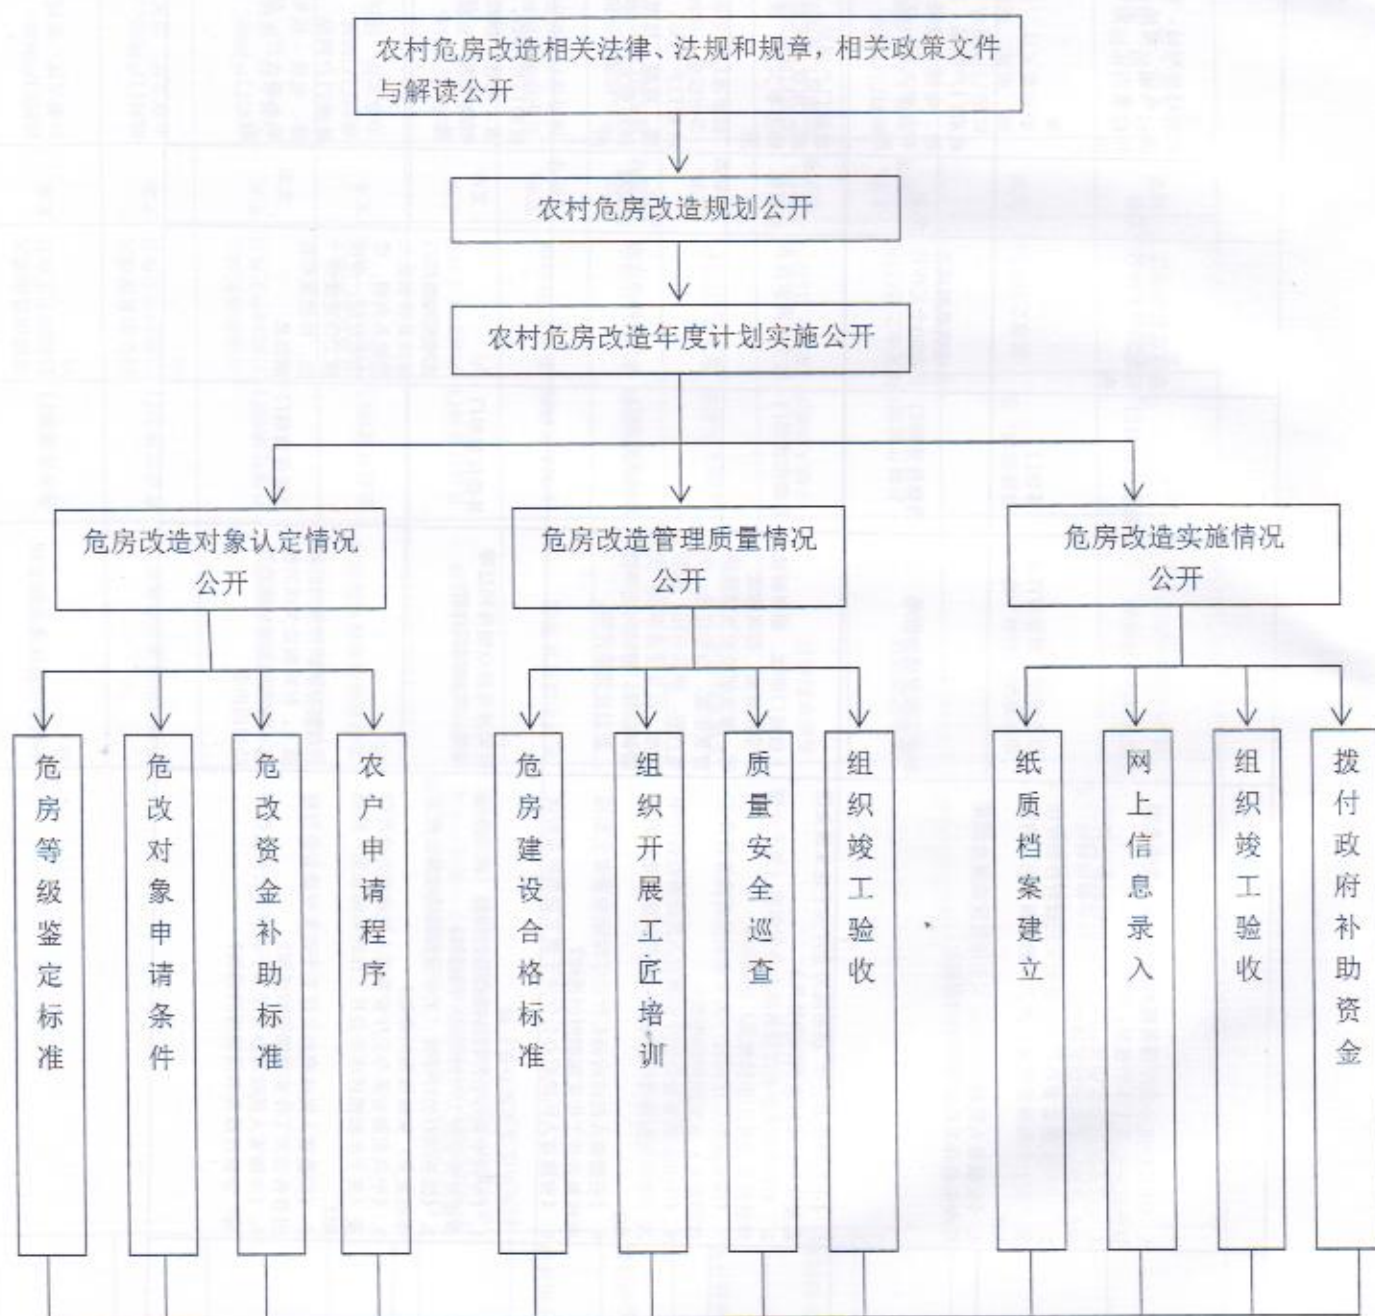 农村危房改造相关法律、法规和规章，相关政策文件
与解读公开
农村危房改造规划公开
农村危房改造年度计划实施公开
危房改造对象认定情况
公开
危房改造管理质量情况
公开
危房改造实施情况
公开
危房等级鉴定标准
危改对象申请条件
危改资金补助标准
农户申请程序
危房建设合格标准
组织开展工匠培训
质量安全巡查
组织竣工验收
纸质档案建立
网上信息录入
组织竣工验收
拨付政府补助资金